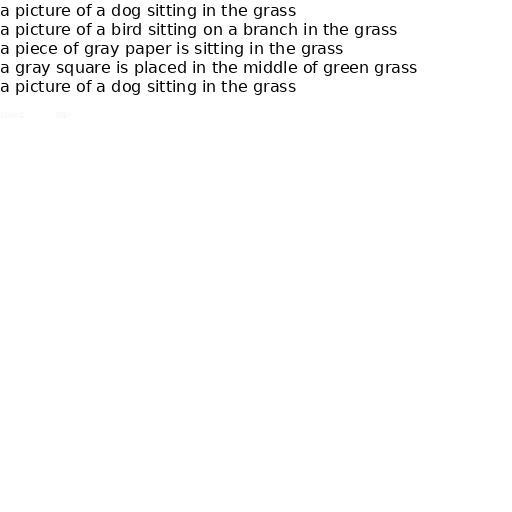 a picture of a dog sitting in the grass
a picture of a bird sitting on a branch in the grass
a piece of gray paper is sitting in the grass
a gray square is placed in the middle of green grass
a picture of a dog sitting in the grass